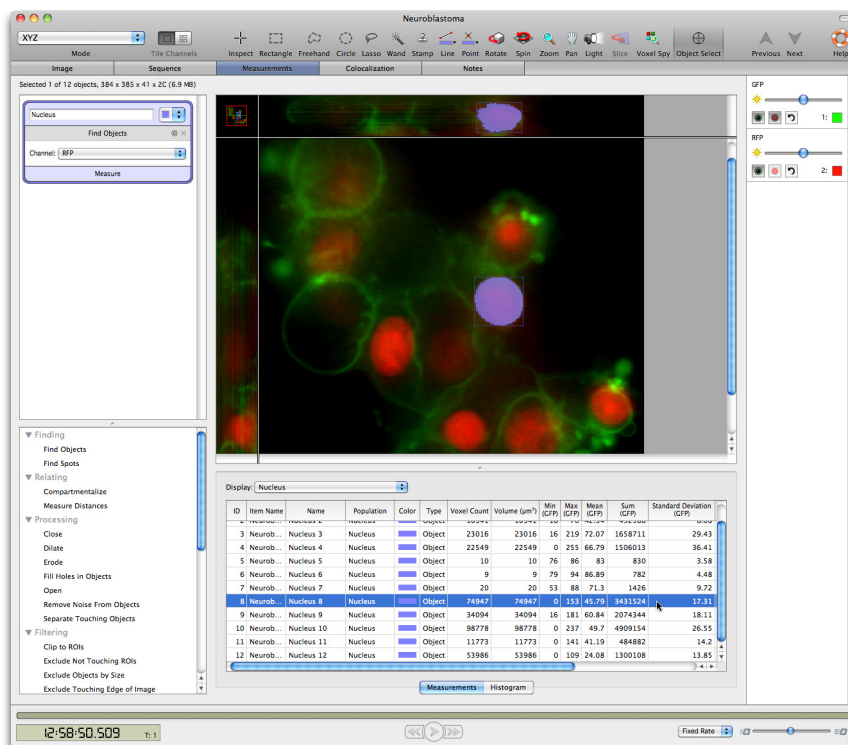 Neuroblastoma
XYZ
Mode Tile Channels Inspect Rectangle Freehand Circle Lasso Wand Stamp Line Point Rotate Spin Zoom Pan Light Slice Voxel Spy Object Select Previous Next Help
Image Sequence Measurements Colocalization Notes
Selected 1 of 12 objects, 384 x 385 x 41 x 2C (6.9 MB)
Nucleus
Find Objects
Channel: RFP
Measure
GFP
1:
RFP
2:
Finding
Find Objects
Find Spots
Relating
Compartmentalize
Measure Distances
Processing
Close
Dilate
Erode
Fill Holes in Objects
Open
Remove Noise From Objects
Separate Touching Objects
Filtering
Clip to ROIs
Exclude Not Touching ROIs
Exclude Objects by Size
Exclude Touching Edge of Image
Display: Nucleus
ID Item Name Name Population Color Type Voxel Count Volume (µm³) Min (GFP) Max (GFP) Mean (GFP) Sum (GFP) Standard Deviation (GFP)
3 Neurob... Nucleus 3 Nucleus Object 23016 23016 16 219 72.07 1658711 29.43
4 Neurob... Nucleus 4 Nucleus Object 22549 22549 0 255 66.79 1506013 36.41
5 Neurob... Nucleus 5 Nucleus Object 10 10 76 86 83 830 3.58
6 Neurob... Nucleus 6 Nucleus Object 9 9 79 94 86.89 782 4.48
7 Neurob... Nucleus 7 Nucleus Object 20 20 53 88 71.3 1426 9.72
8 Neurob... Nucleus 8 Nucleus Object 74947 74947 0 153 45.79 3431524 17.31
9 Neurob... Nucleus 9 Nucleus Object 34094 34094 16 181 60.84 2074344 18.11
10 Neurob... Nucleus 10 Nucleus Object 98778 98778 0 237 49.7 4909154 26.55
11 Neurob... Nucleus 11 Nucleus Object 11773 11773 0 141 41.19 484882 14.2
12 Neurob... Nucleus 12 Nucleus Object 53986 53986 0 109 24.08 1300108 13.85
Measurements Histogram
12:58:50.509 T: 1
Fixed Rate